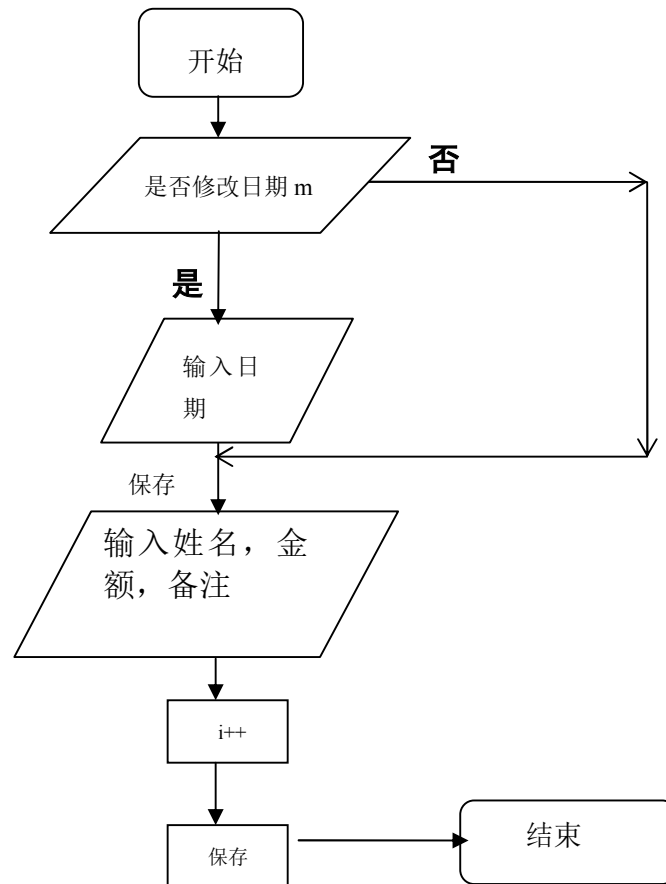 开始
是否修改日期 m
否
是
输入日
期
保存
输入姓名，金
额，备注
i++
保存
结束